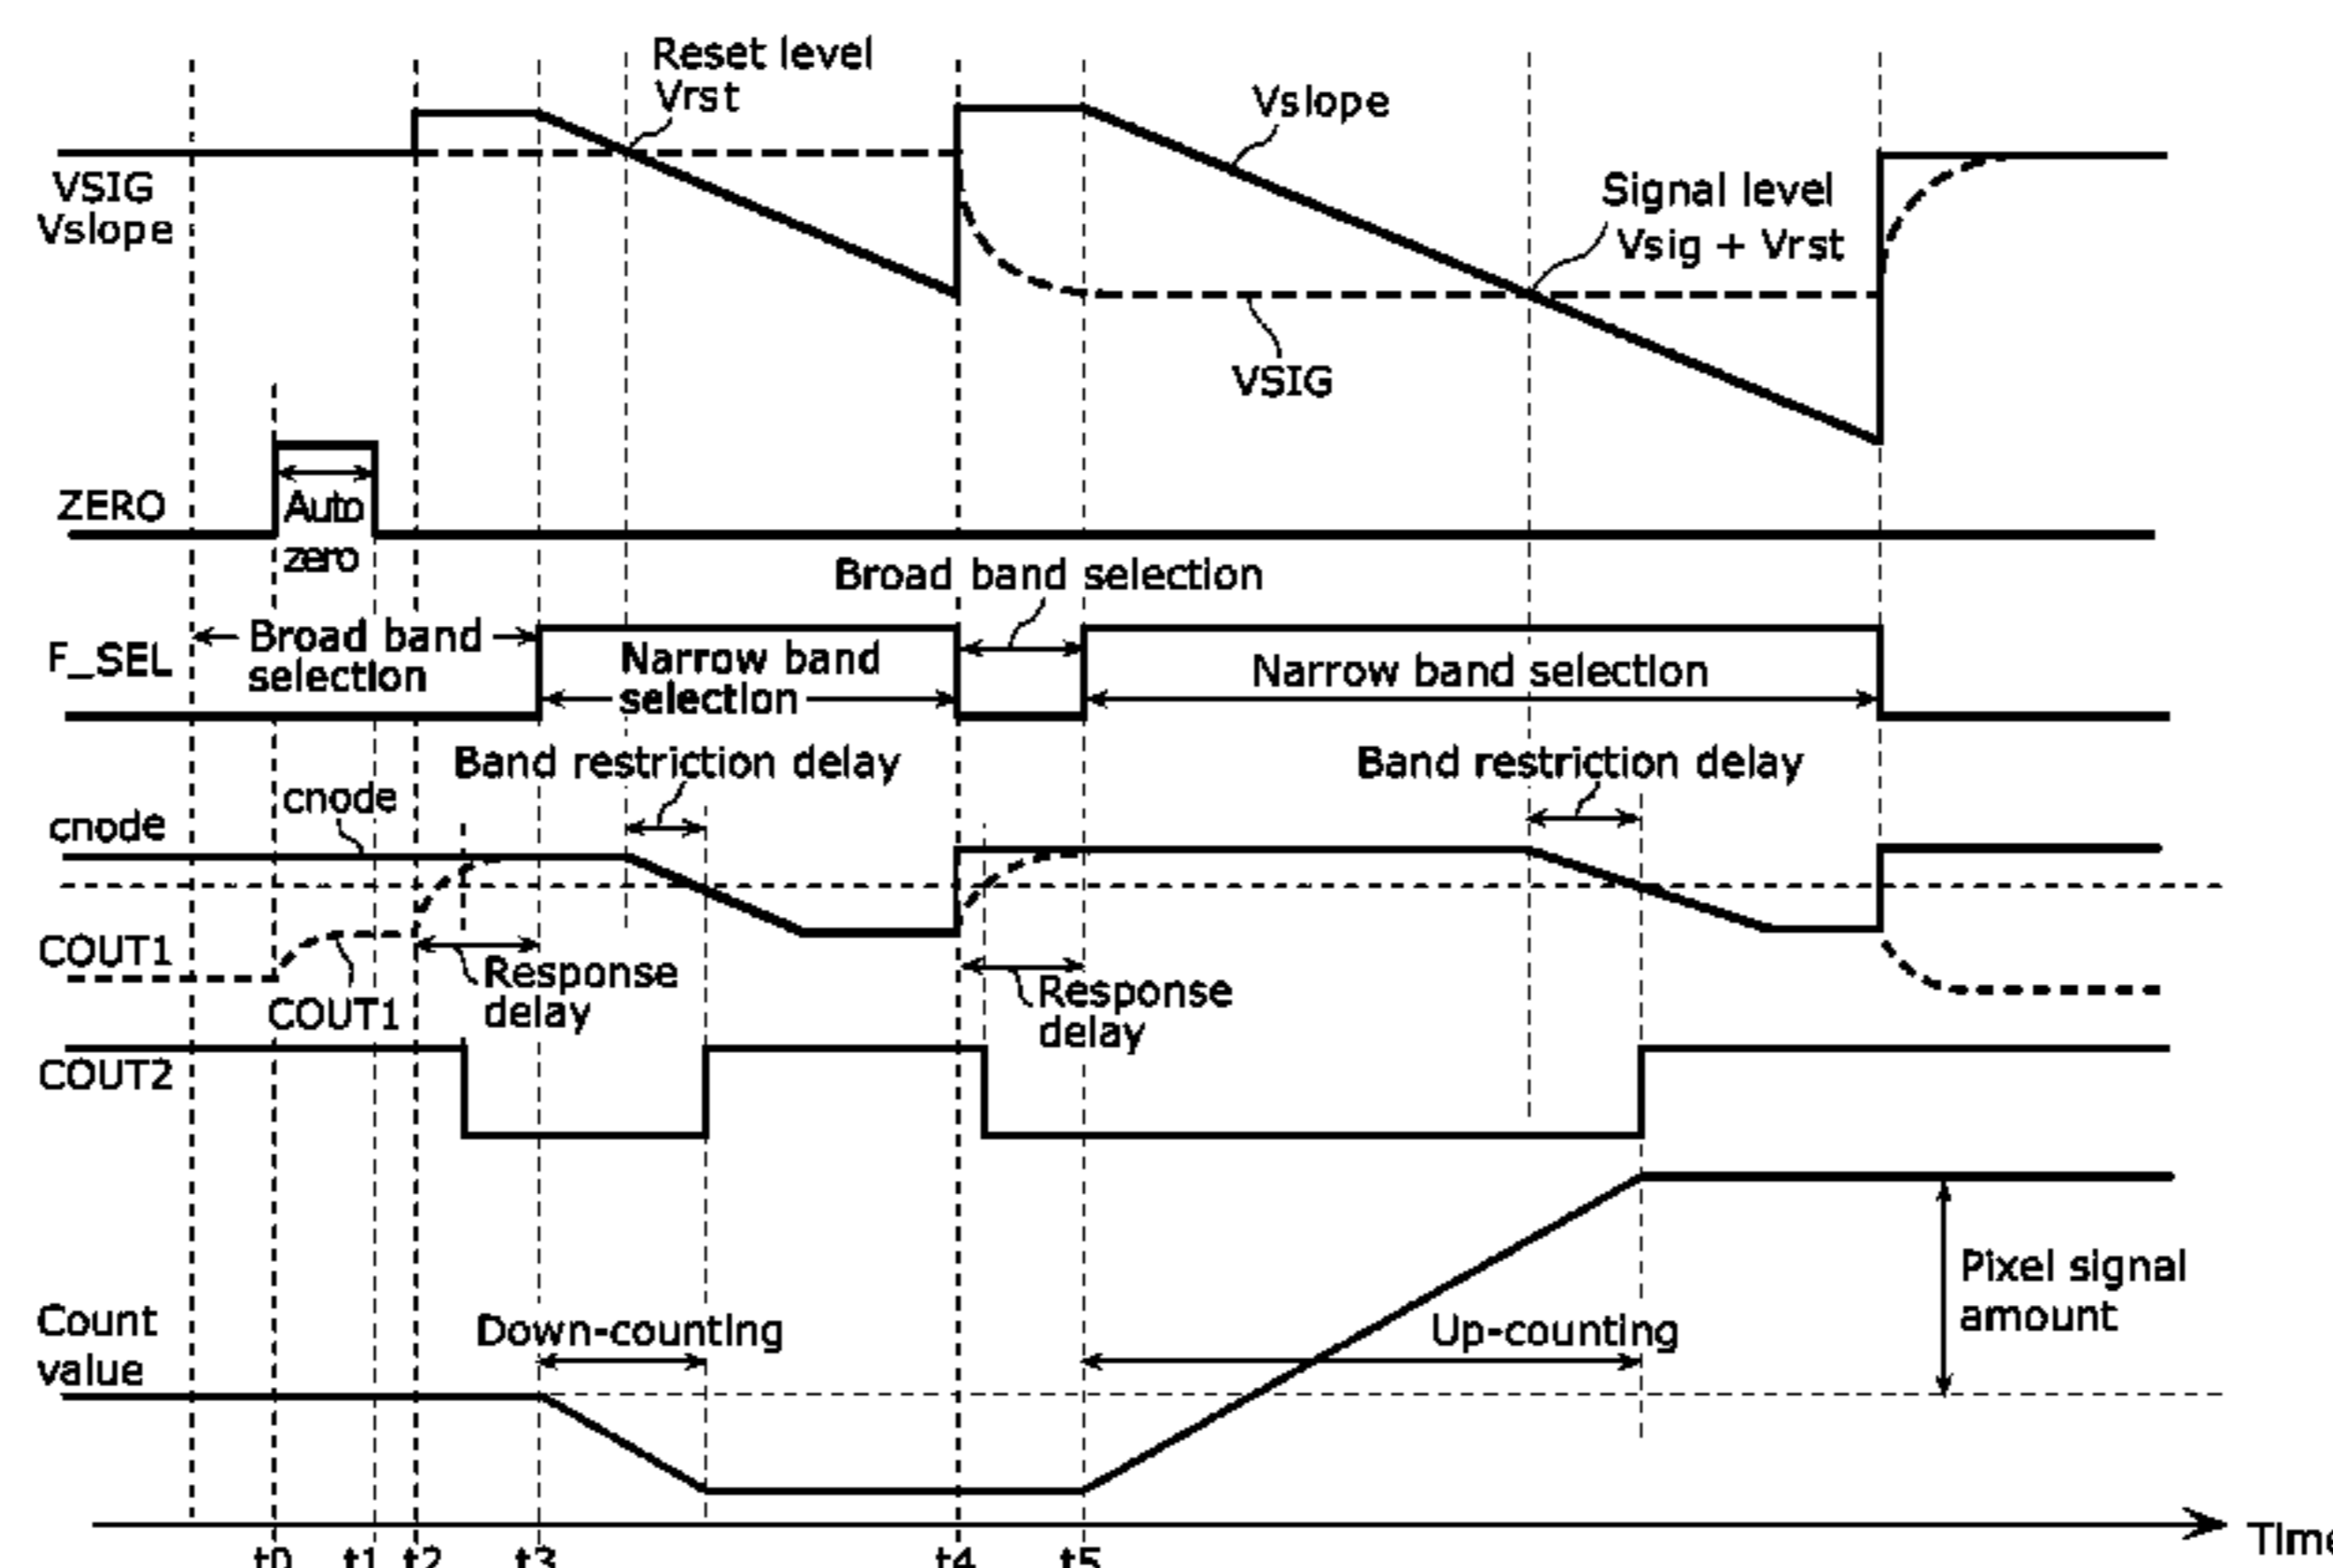 Reset level
Vrst
Vslope
VSIG
Vslope
Signal level
Vsig + Vrst
VSIG
ZERO
Auto
zero
Broad band selection
F_SEL
Broad band
selection
Narrow band
selection
Narrow band selection
Band restriction delay
Band restriction delay
cnode
cnode
COUT1
COUT1
Response
delay
Response
delay
COUT2
Count
value
Down-counting
Up-counting
Pixel signal
amount
Time
t0 t1 t2 t3 t4 t5